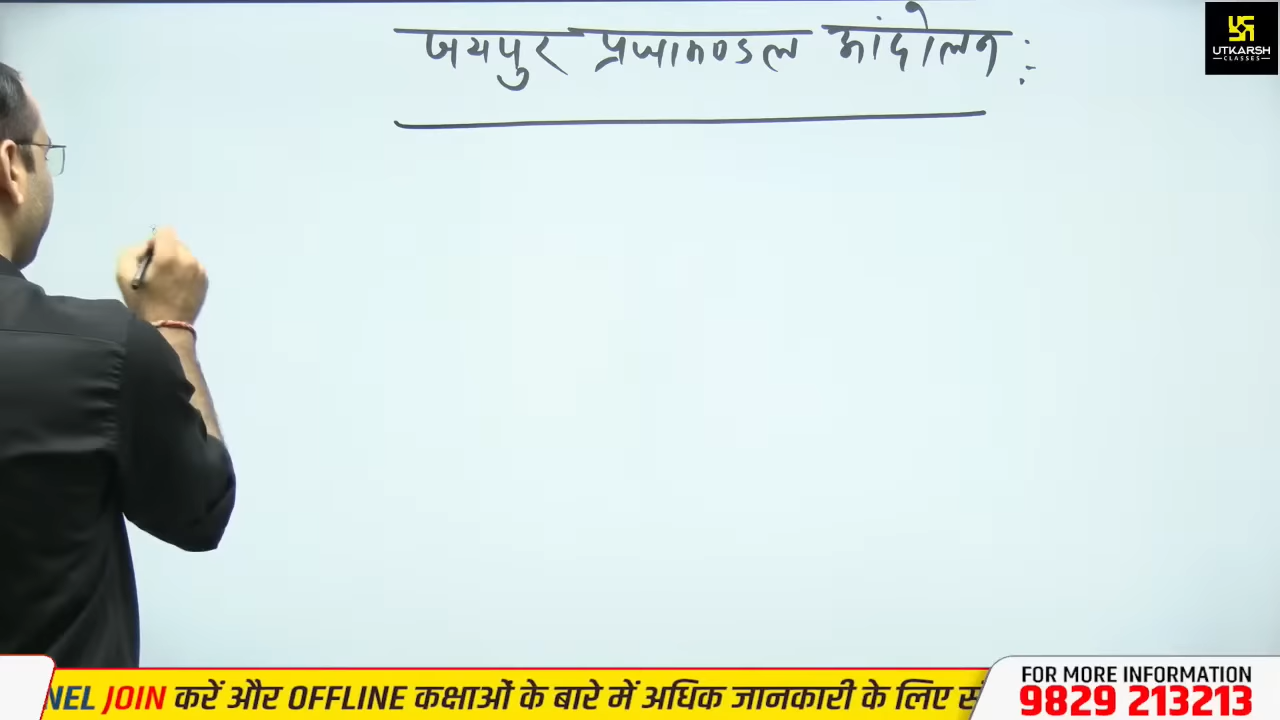 जयपुर प्रजामण्डल आंदोलन :-
UTKARSH
CLASSES
NEL JOIN करें और OFFLINE कक्षाओं के बारे में अधिक जानकारी के लिए सं
FOR MORE INFORMATION
9829 213213